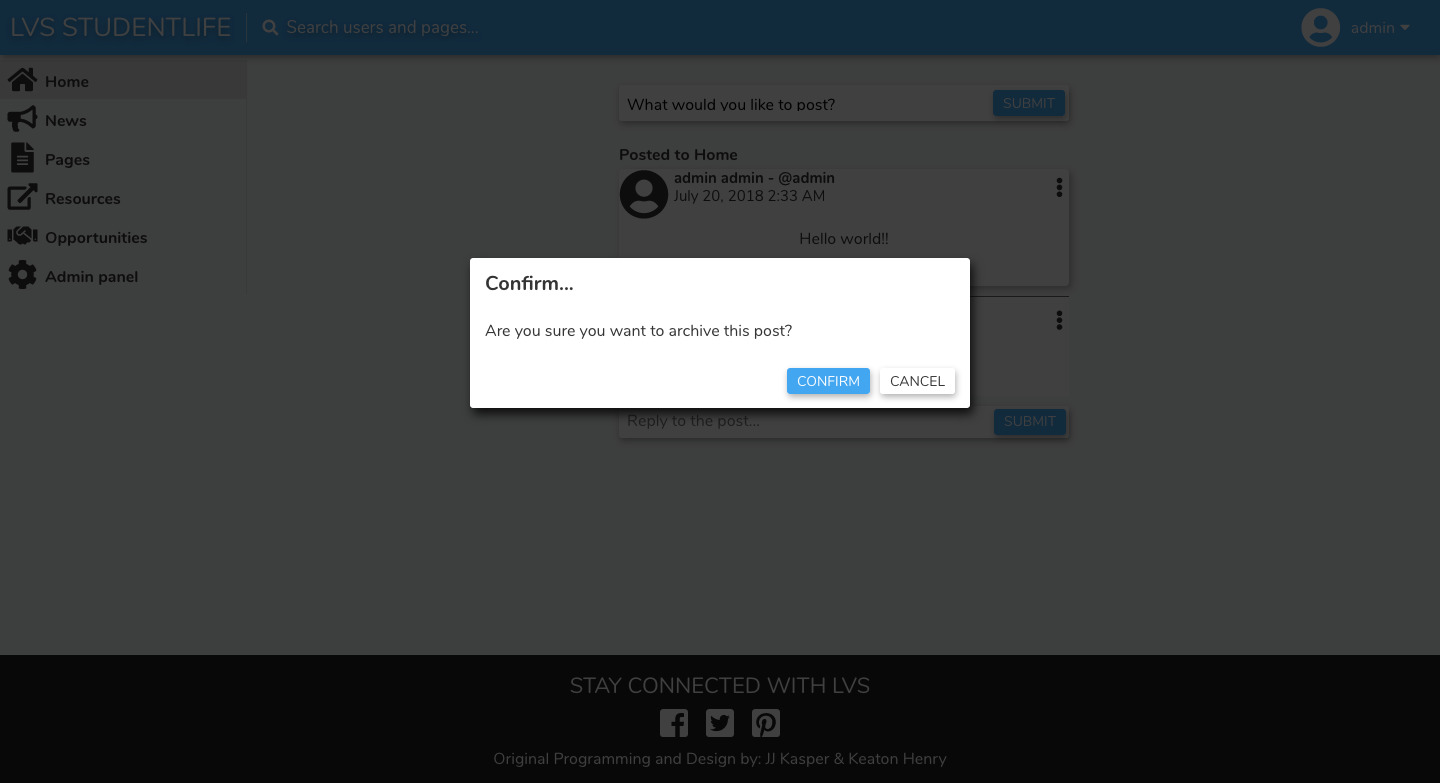 LVS STUDENTLIFE
Search users and pages...
admin
Home
News
Pages
Resources
Opportunities
Admin panel
What would you like to post?
SUBMIT
Posted to Home
admin admin - @admin
July 20, 2018 2:33 AM
Hello world!!
Confirm...
Are you sure you want to archive this post?
CONFIRM
CANCEL
Reply to the post...
SUBMIT
STAY CONNECTED WITH LVS
Original Programming and Design by: JJ Kasper & Keaton Henry